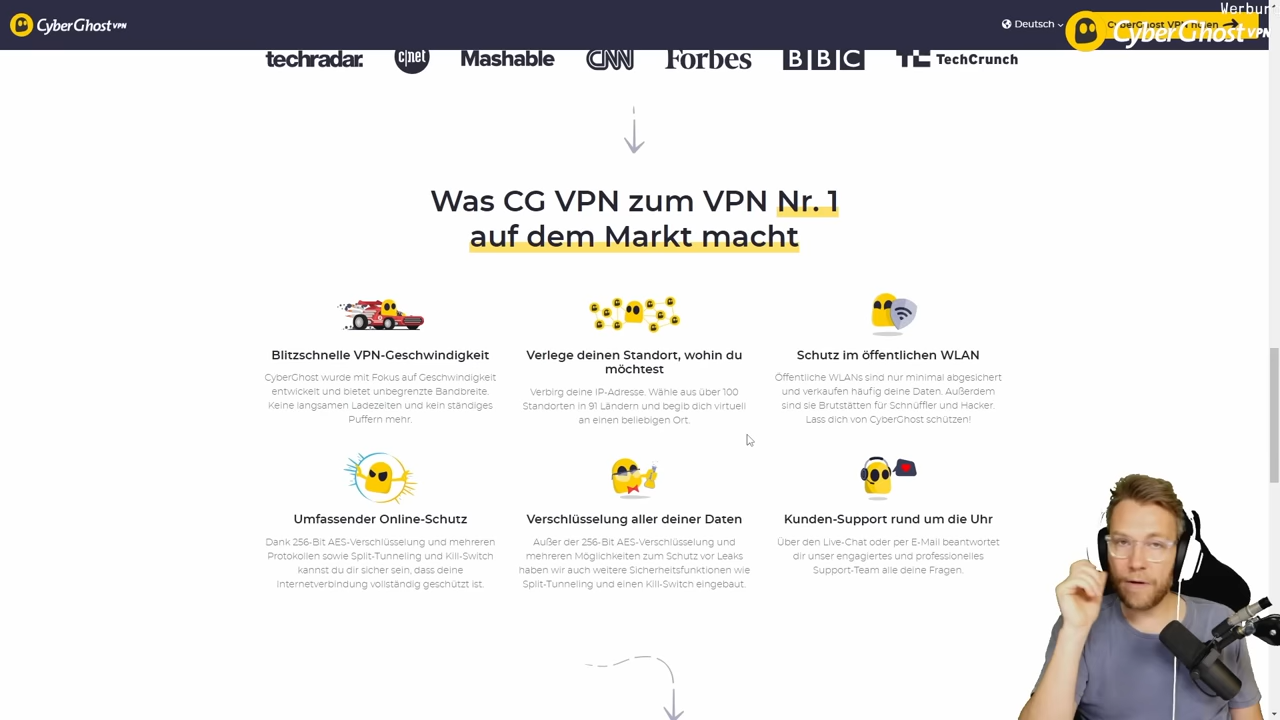 Werbung
CyberGhost VPN
Deutsch
CyberGhost VPN
techradar.
c|net
Mashable
CNN
Forbes
BBC
TechCrunch
Was CG VPN zum VPN Nr. 1
auf dem Markt macht
Blitzschnelle VPN-Geschwindigkeit
CyberGhost wurde mit Fokus auf Geschwindigkeit
entwickelt und bietet unbegrenzte Bandbreite.
Keine langsamen Ladezeiten und kein ständiges
Puffern mehr.
Verlege deinen Standort, wohin du
möchtest
Verbirg deine IP-Adresse. Wähle aus über 100
Standorten in 91 Ländern und begib dich virtuell
an einen beliebigen Ort.
Schutz im öffentlichen WLAN
Öffentliche WLANs sind nur minimal abgesichert
und verkaufen häufig deine Daten. Außerdem
sind sie Brutstätten für Schnüffler und Hacker.
Lass dich von CyberGhost schützen!
Umfassender Online-Schutz
Dank 256-Bit AES-Verschlüsselung und mehreren
Protokollen sowie Split-Tunneling und Kill-Switch
kannst du dir sicher sein, dass deine
Internetverbindung vollständig geschützt ist.
Verschlüsselung aller deiner Daten
Außer der 256-Bit AES-Verschlüsselung und
mehreren Möglichkeiten zum Schutz vor Leaks
haben wir auch weitere Sicherheitsfunktionen wie
Split-Tunneling und einen Kill-Switch eingebaut.
Kunden-Support rund um die Uhr
Über den Live-Chat oder per E-Mail beantwortet
dir unser engagiertes und professionelles
Support-Team alle deine Fragen.